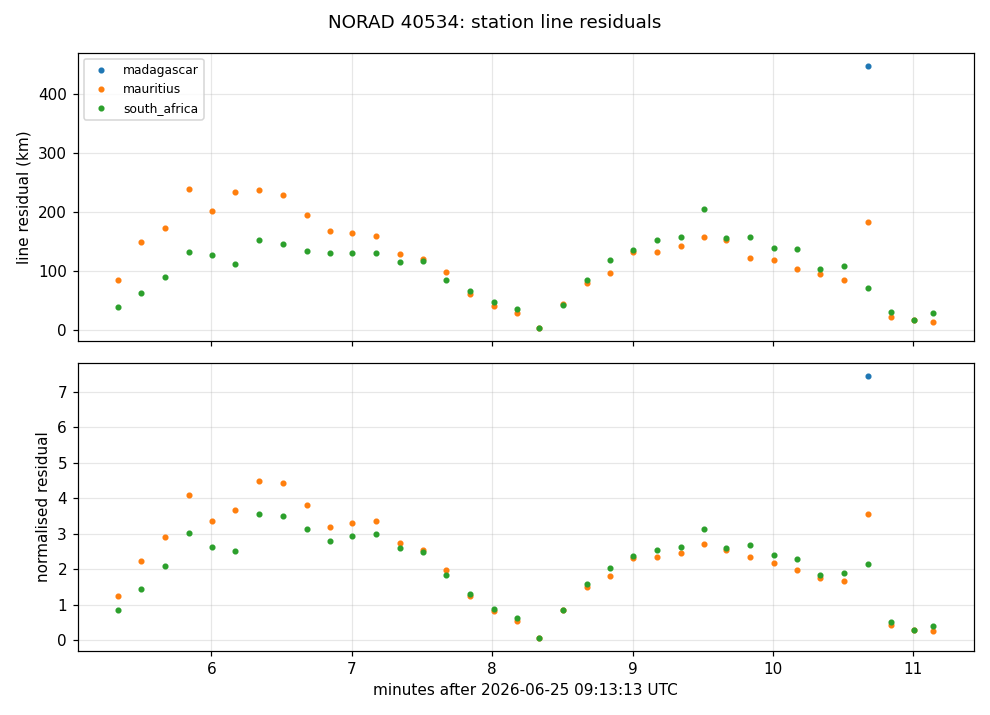 NORAD 40534: station line residuals
madagascar
mauritius
south_africa
line residual (km)
400
300
200
100
0
normalised residual
7
6
5
4
3
2
1
0
6 7 8 9 10 11
minutes after 2026-06-25 09:13:13 UTC